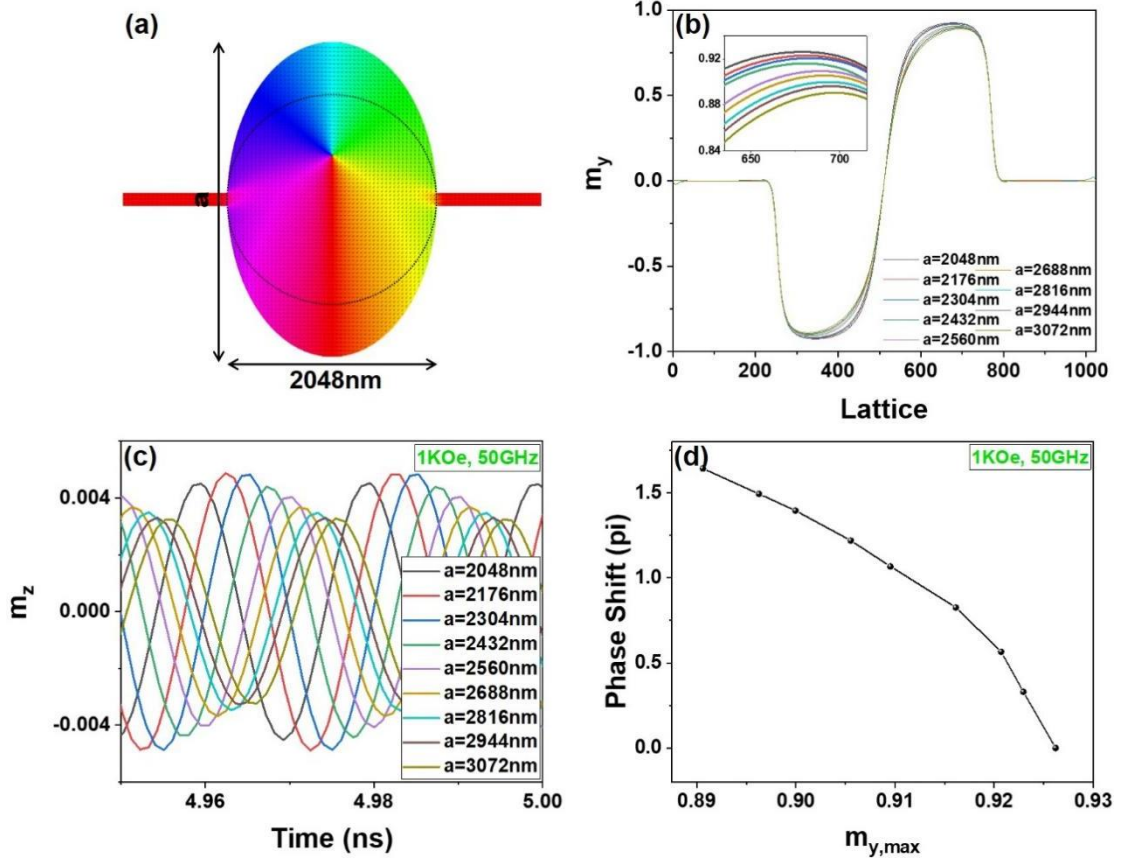 (a)
a
2048nm
(b)
m_y
1.0
0.5
0.0
-0.5
-1.0
0.92
0.88
0.84
650 700
a=2048nm
a=2176nm
a=2304nm
a=2432nm
a=2560nm
a=2688nm
a=2816nm
a=2944nm
a=3072nm
0 200 400 600 800 1000
Lattice
(c)
1KOe, 50GHz
m_z
0.004
0.000
-0.004
a=2048nm
a=2176nm
a=2304nm
a=2432nm
a=2560nm
a=2688nm
a=2816nm
a=2944nm
a=3072nm
4.96 4.98 5.00
Time (ns)
(d)
1KOe, 50GHz
Phase Shift (pi)
1.5
1.0
0.5
0.0
0.89 0.90 0.91 0.92 0.93
m_y,max